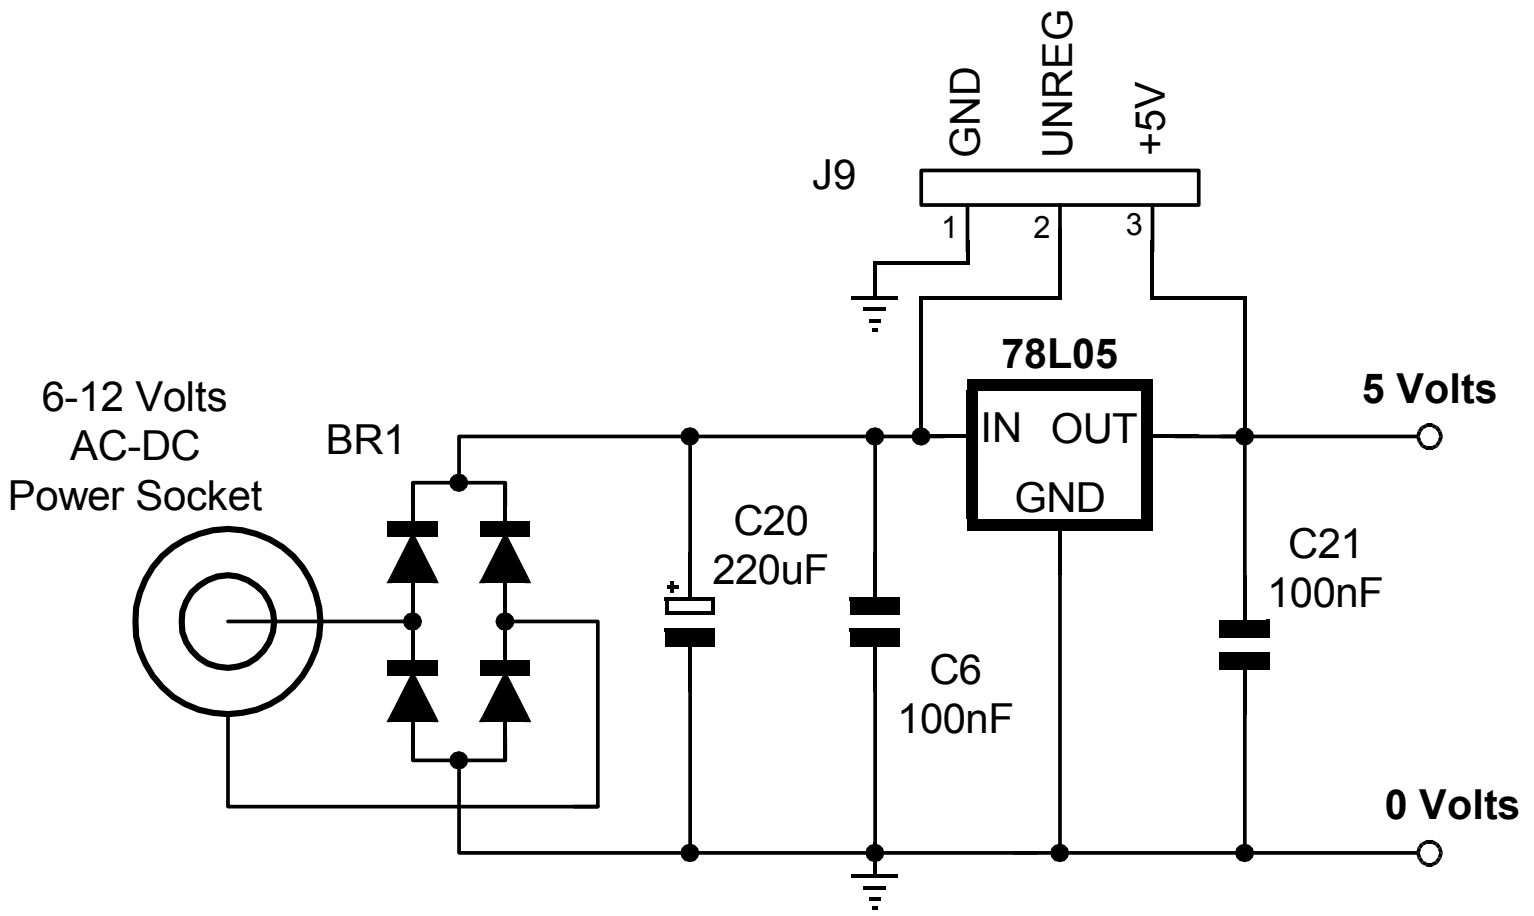 GND
UNREG
+5V
J9
1
2
3
78L05
6-12 Volts
AC-DC
Power Socket
BR1
IN OUT
GND
5 Volts
C20
220uF
+
C21
100nF
C6
100nF
0 Volts